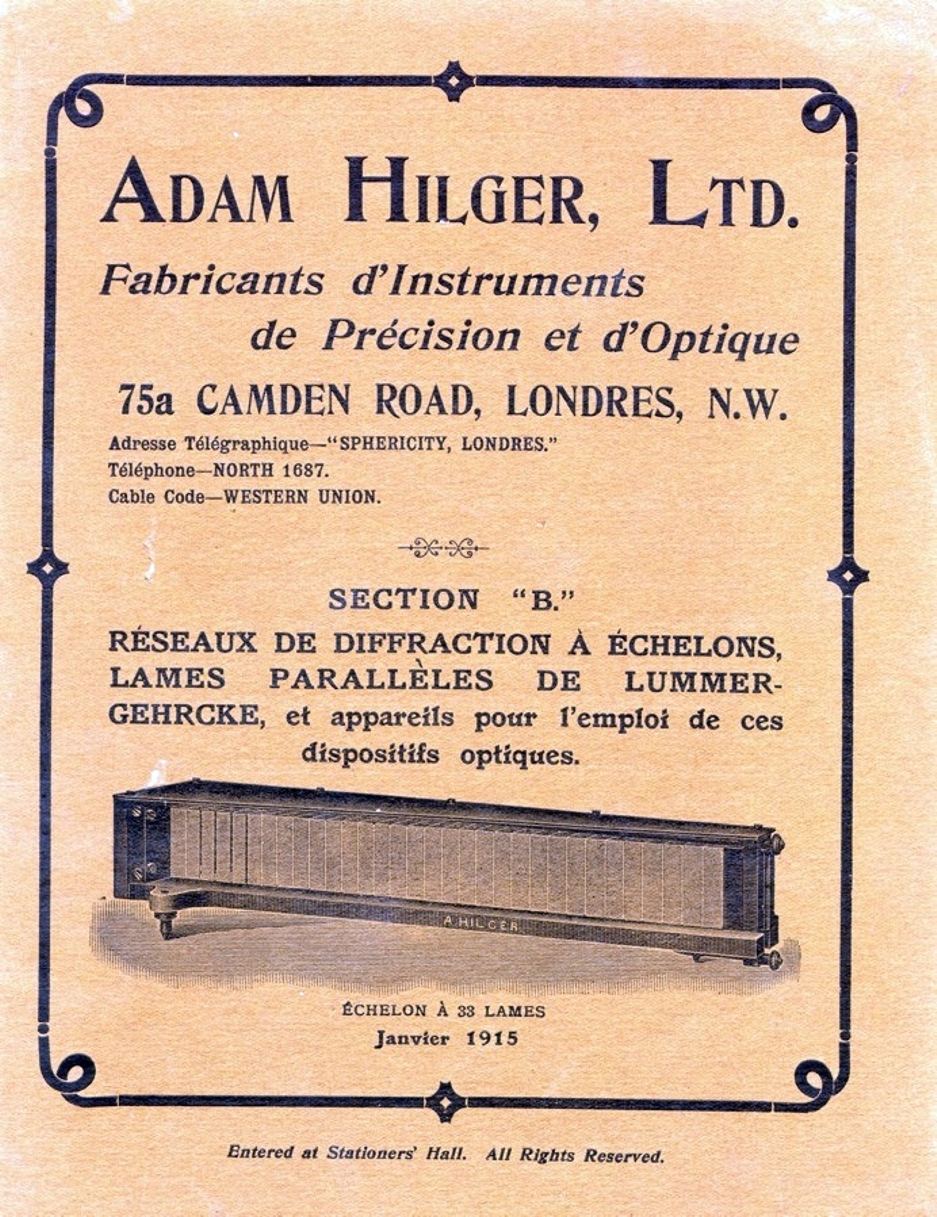 ADAM HILGER, LTD.
Fabricants d'Instruments
de Précision et d'Optique
75a CAMDEN ROAD, LONDRES, N.W.
Adresse Télégraphique—"SPHERICITY, LONDRES."
Téléphone—NORTH 1687.
Cable Code—WESTERN UNION.
SECTION "B."
RÉSEAUX DE DIFFRACTION À ÉCHELONS,
LAMES PARALLÈLES DE LUMMER-
GEHRCKE, et appareils pour l'emploi de ces
dispositifs optiques.
A. HILGER
ÉCHELON À 33 LAMES
Janvier 1915
Entered at Stationers' Hall. All Rights Reserved.